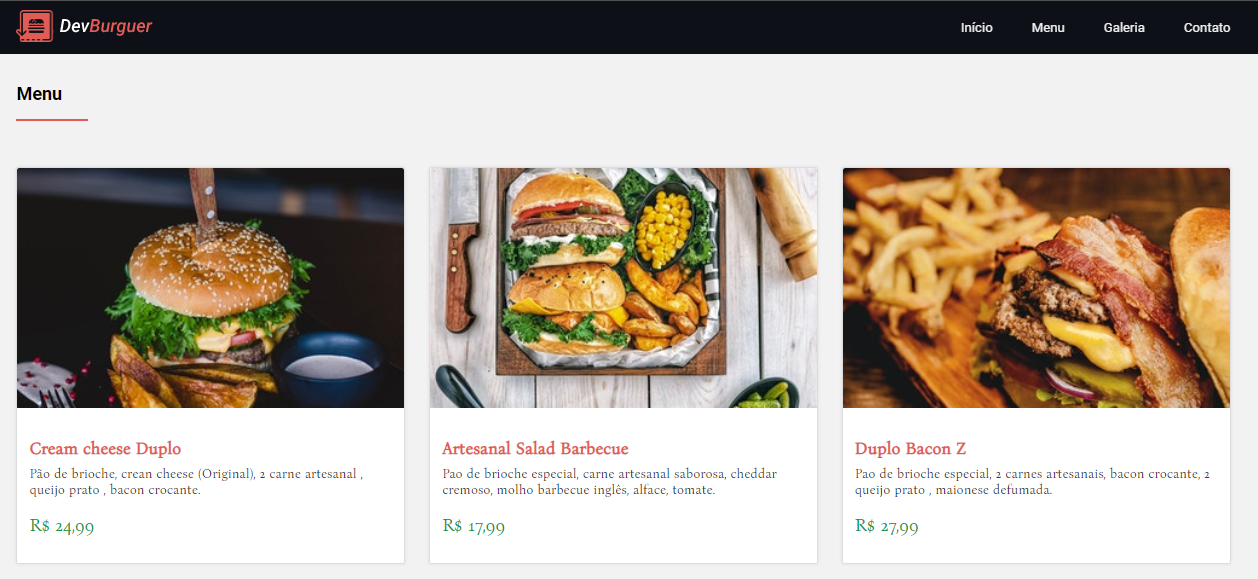 DevBurguer
Início
Menu
Galeria
Contato
Menu
Cream cheese Duplo
Pão de brioche, crean cheese (Original), 2 carne artesanal ,
queijo prato , bacon crocante.
R$ 24,99
Artesanal Salad Barbecue
Pao de brioche especial, carne artesanal saborosa, cheddar
cremoso, molho barbecue inglês, alface, tomate.
R$ 17,99
Duplo Bacon Z
Pao de brioche especial, 2 carnes artesanais, bacon crocante, 2
queijo prato , maionese defumada.
R$ 27,99